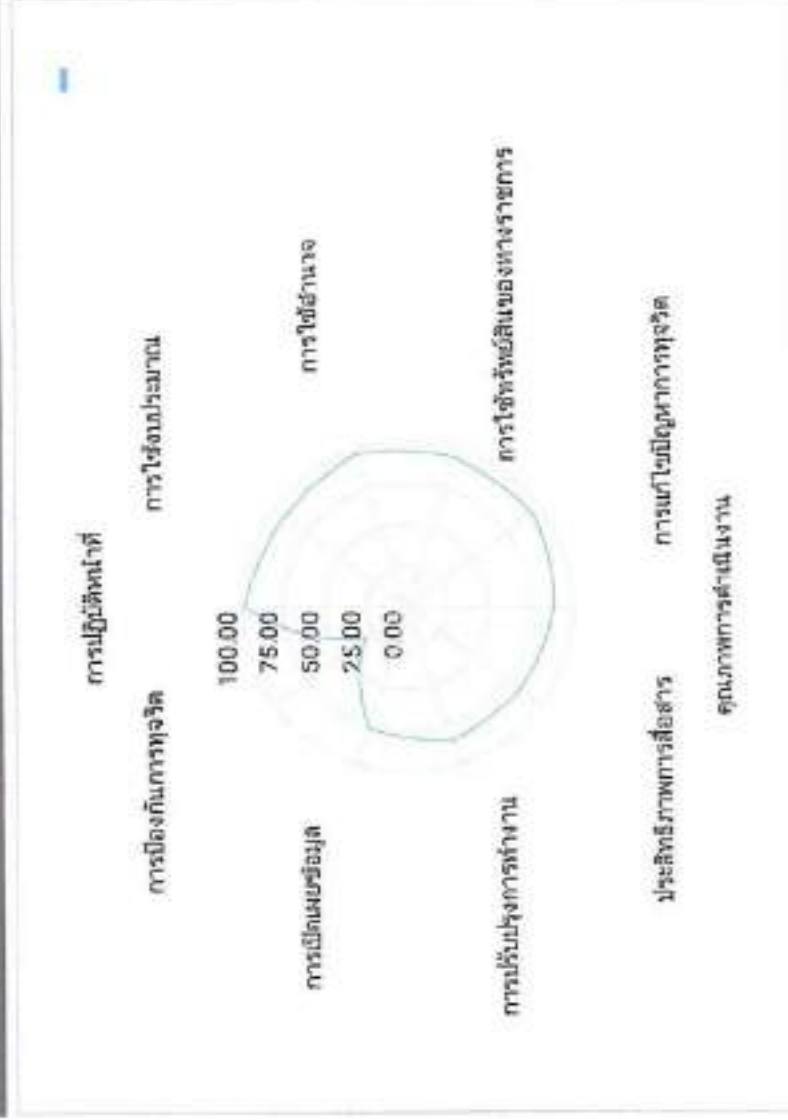 การปฏิบัติหน้าที่
การป้องกันการทุจริต
การใช้งบประมาณ
100.00
75.00
50.00
25.00
0.00
การเปิดเผยข้อมูล
การใช้อำนาจ
การปรับปรุงการทำงาน
การใช้ทรัพย์สินของทางราชการ
ประสิทธิภาพการสื่อสาร
การแก้ไขปัญหาการทุจริต
คุณภาพการดำเนินงาน